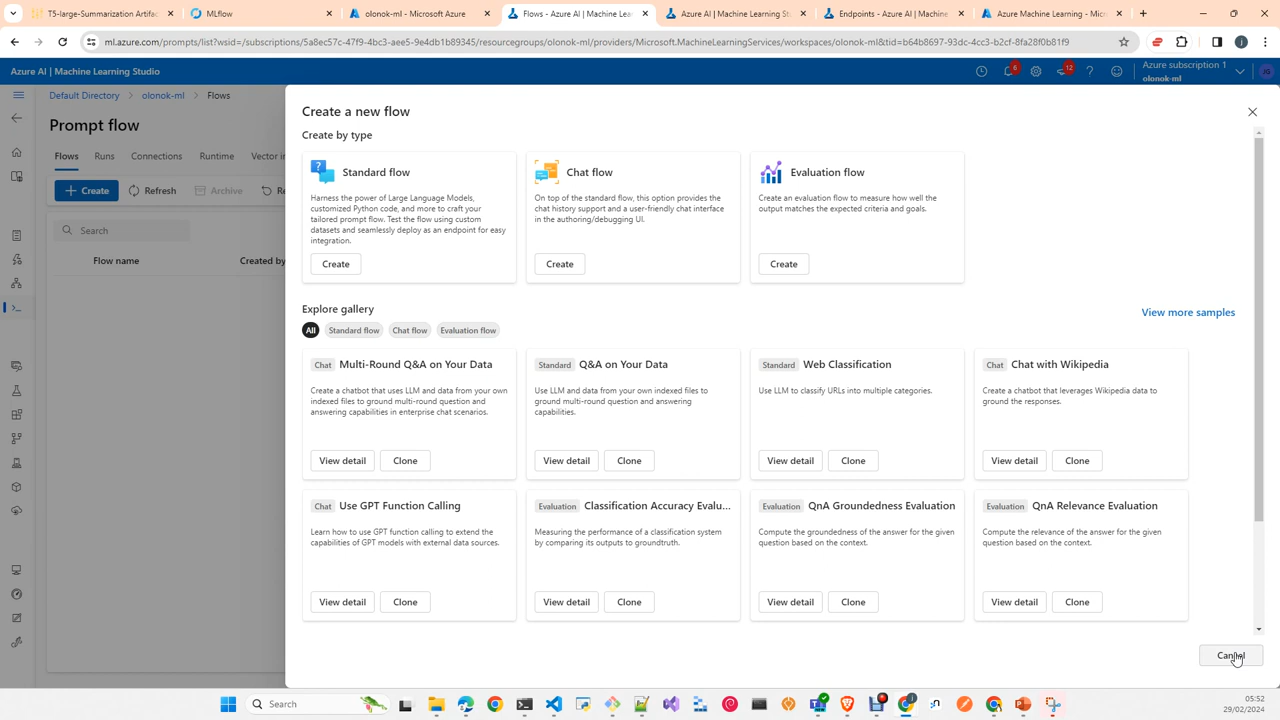 T5-large-Summarization Artifac
MLflow
olonok-ml - Microsoft Azure
Flows - Azure AI | Machine Lea
Azure AI | Machine Learning Stu
Endpoints - Azure AI | Machine
Azure Machine Learning - Micro
ml.azure.com/prompts/list?wsid=/subscriptions/5a8ec57c-47f9-4bc3-aee5-9e4db1b89345/resourcegroups/olonok-ml/providers/Microsoft.MachineLearningServices/workspaces/olonok-ml&tid=b64b8697-93dc-4cc3-b2cf-8fa28f0b81f9
Azure AI | Machine Learning Studio
6
12
Azure subscription 1
olonok-ml
JG
Default Directory > olonok-ml > Flows
Prompt flow
Flows Runs Connections Runtime Vector in
Create Refresh Archive Re
Search
Flow name Created by
Create a new flow
Create by type
Standard flow
Harness the power of Large Language Models,
customized Python code, and more to craft your
tailored prompt flow. Test the flow using custom
datasets and seamlessly deploy as an endpoint for easy
integration.
Create
Chat flow
On top of the standard flow, this option provides the
chat history support and a user-friendly chat interface
in the authoring/debugging UI.
Create
Evaluation flow
Create an evaluation flow to measure how well the
output matches the expected criteria and goals.
Create
Explore gallery
View more samples
All Standard flow Chat flow Evaluation flow
Chat Multi-Round Q&A on Your Data
Create a chatbot that uses LLM and data from your own
indexed files to ground multi-round question and
answering capabilities in enterprise chat scenarios.
View detail Clone
Standard Q&A on Your Data
Use LLM and data from your own indexed files to
ground multi-round question and answering
capabilities.
View detail Clone
Standard Web Classification
Use LLM to classify URLs into multiple categories.
View detail Clone
Chat Chat with Wikipedia
Create a chatbot that leverages Wikipedia data to
ground the responses.
View detail Clone
Chat Use GPT Function Calling
Learn how to use GPT function calling to extend the
capabilities of GPT models with external data sources.
View detail Clone
Evaluation Classification Accuracy Evalu...
Measuring the performance of a classification system
by comparing its outputs to groundtruth.
View detail Clone
Evaluation QnA Groundedness Evaluation
Compute the groundedness of the answer for the given
question based on the context.
View detail Clone
Evaluation QnA Relevance Evaluation
Compute the relevance of the answer for the given
question based on the context.
View detail Clone
Cancel
Search
05:52
29/02/2024